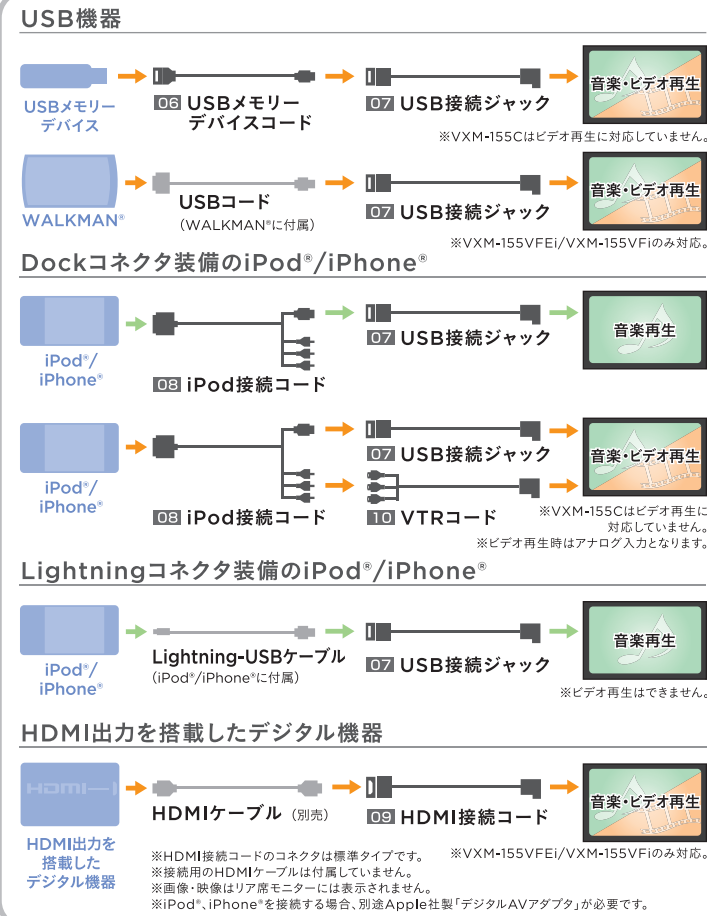 USB機器
USBメモリー
デバイス
06 USBメモリー
デバイスコード
07 USB接続ジャック
音楽・ビデオ再生
※VXM-155Cはビデオ再生に対応していません。
WALKMAN®
USBコード
(WALKMAN®に付属)
07 USB接続ジャック
音楽・ビデオ再生
※VXM-155VFEi/VXM-155VFiのみ対応。
Dockコネクタ装備のiPod®/iPhone®
iPod®/
iPhone®
08 iPod接続コード
07 USB接続ジャック
音楽再生
iPod®/
iPhone®
08 iPod接続コード
07 USB接続ジャック
10 VTRコード
音楽・ビデオ再生
※VXM-155Cはビデオ再生に
対応していません。
※ビデオ再生時はアナログ入力となります。
Lightningコネクタ装備のiPod®/iPhone®
iPod®/
iPhone®
Lightning-USBケーブル
(iPod®/iPhone®に付属)
07 USB接続ジャック
音楽再生
※ビデオ再生はできません。
HDMI出力を搭載したデジタル機器
HDMI
HDMI出力を
搭載した
デジタル機器
HDMIケーブル (別売)
09 HDMI接続コード
音楽・ビデオ再生
※VXM-155VFEi/VXM-155VFiのみ対応。
※HDMI接続コードのコネクタは標準タイプです。
※接続用のHDMIケーブルは付属していません。
※画像・映像はリア席モニターには表示されません。
※iPod®、iPhone®を接続する場合、別途Apple社製「デジタルAVアダプタ」が必要です。